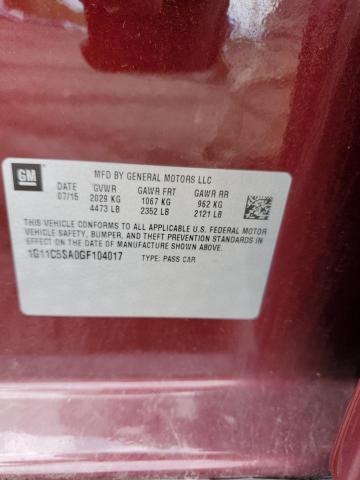 GM
MFD BY GENERAL MOTORS LLC
DATE GVWR GAWR FRT GAWR RR
07/15 2029 KG 1067 KG 962 KG
4473 LB 2352 LB 2121 LB
THIS VEHICLE CONFORMS TO ALL APPLICABLE U.S. FEDERAL MOTOR
VEHICLE SAFETY, BUMPER, AND THEFT PREVENTION STANDARDS IN
EFFECT ON THE DATE OF MANUFACTURE SHOWN ABOVE.
1G11C5SA0GF104017 TYPE: PASS CAR